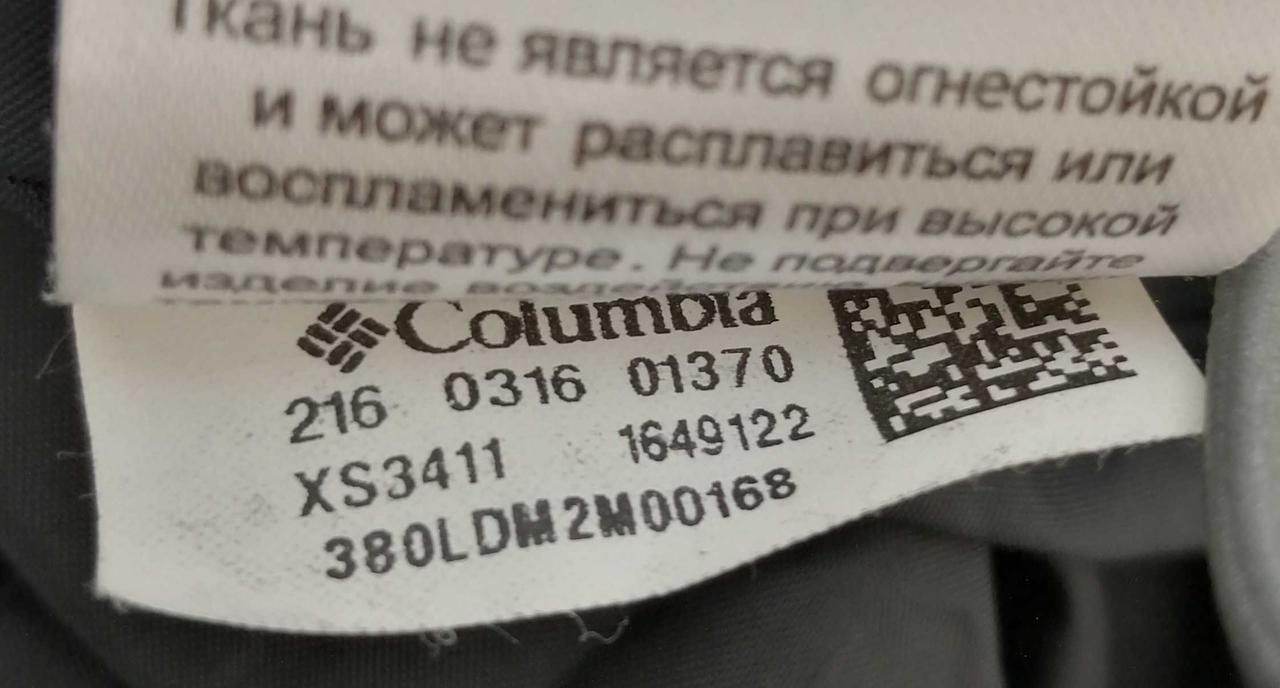 Ткань не является огнестойкой
и может расплавиться или
воспламениться при высокой
температуре. Не подвергайте
изделие
Columbia
216 0316 01370
XS3411 1649122
380LDM2M00168